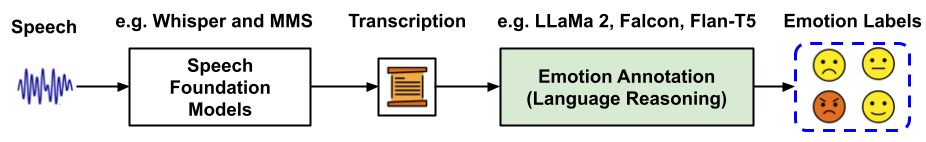 Speech
e.g. Whisper and MMS
Transcription
e.g. LLaMa 2, Falcon, Flan-T5
Emotion Labels
Speech
Foundation
Models
Emotion Annotation
(Language Reasoning)